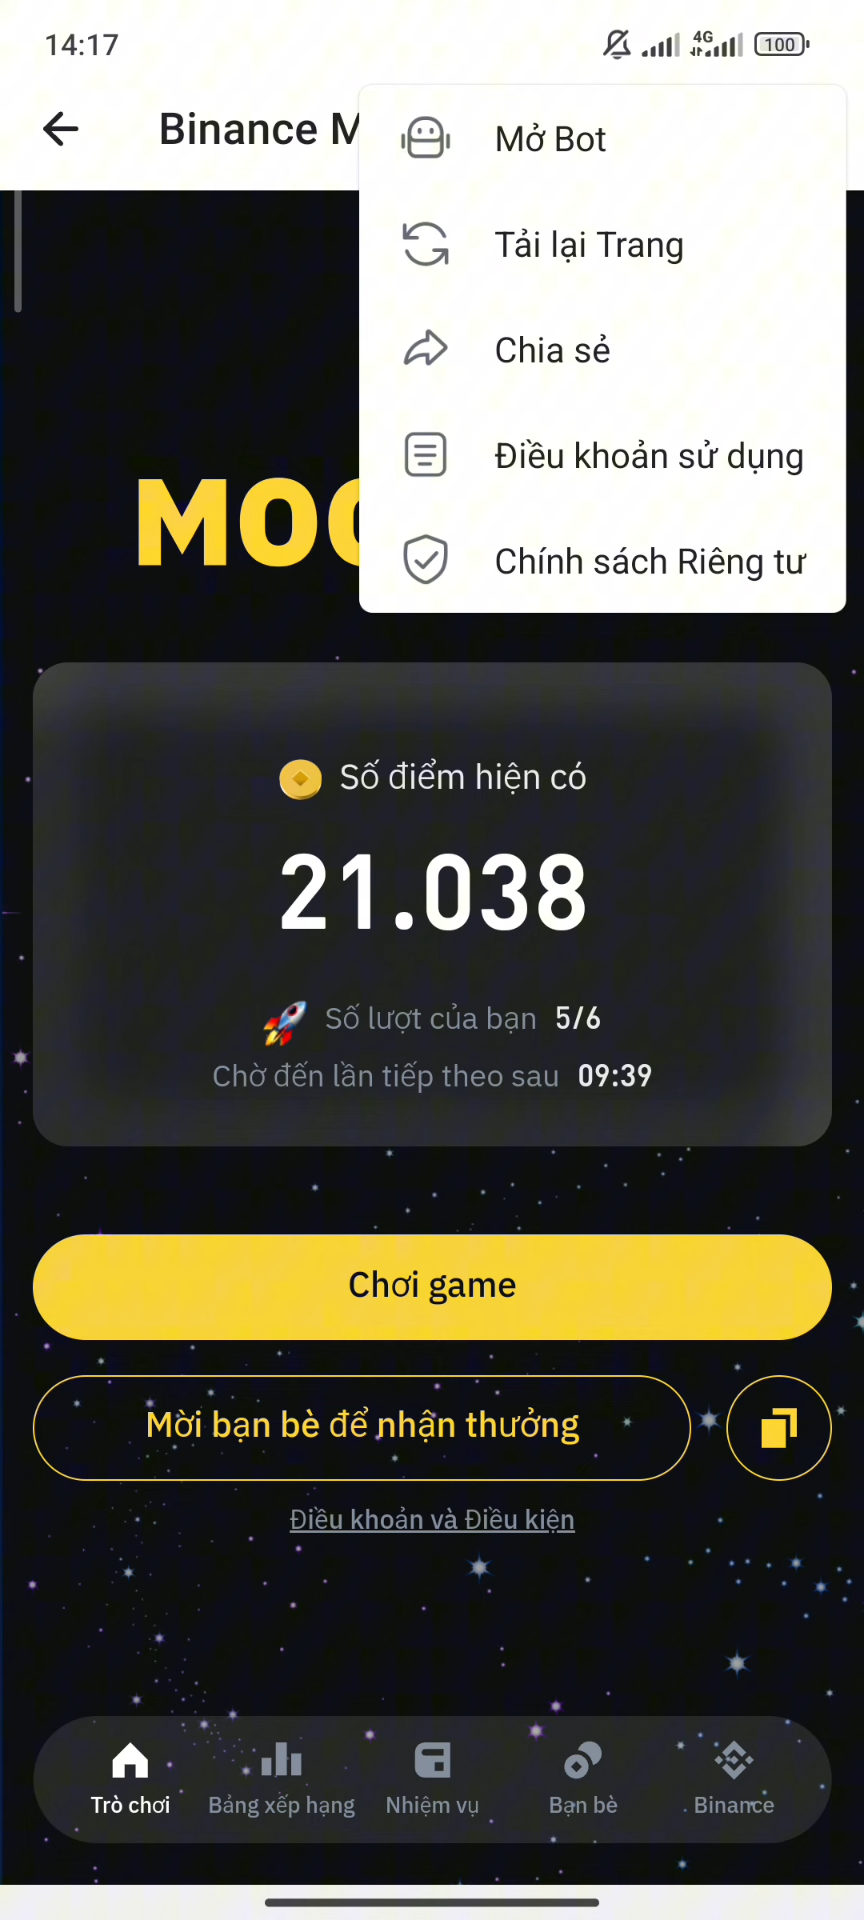 14:17
4G
100
Binance M
Mở Bot
Tải lại Trang
Chia sẻ
Điều khoản sử dụng
Chính sách Riêng tư
MOO
Số điểm hiện có
21.038
Số lượt của bạn 5/6
Chờ đến lần tiếp theo sau 09:39
Chơi game
Mời bạn bè để nhận thưởng
Điều khoản và Điều kiện
Trò chơi
Bảng xếp hạng
Nhiệm vụ
Bạn bè
Binance